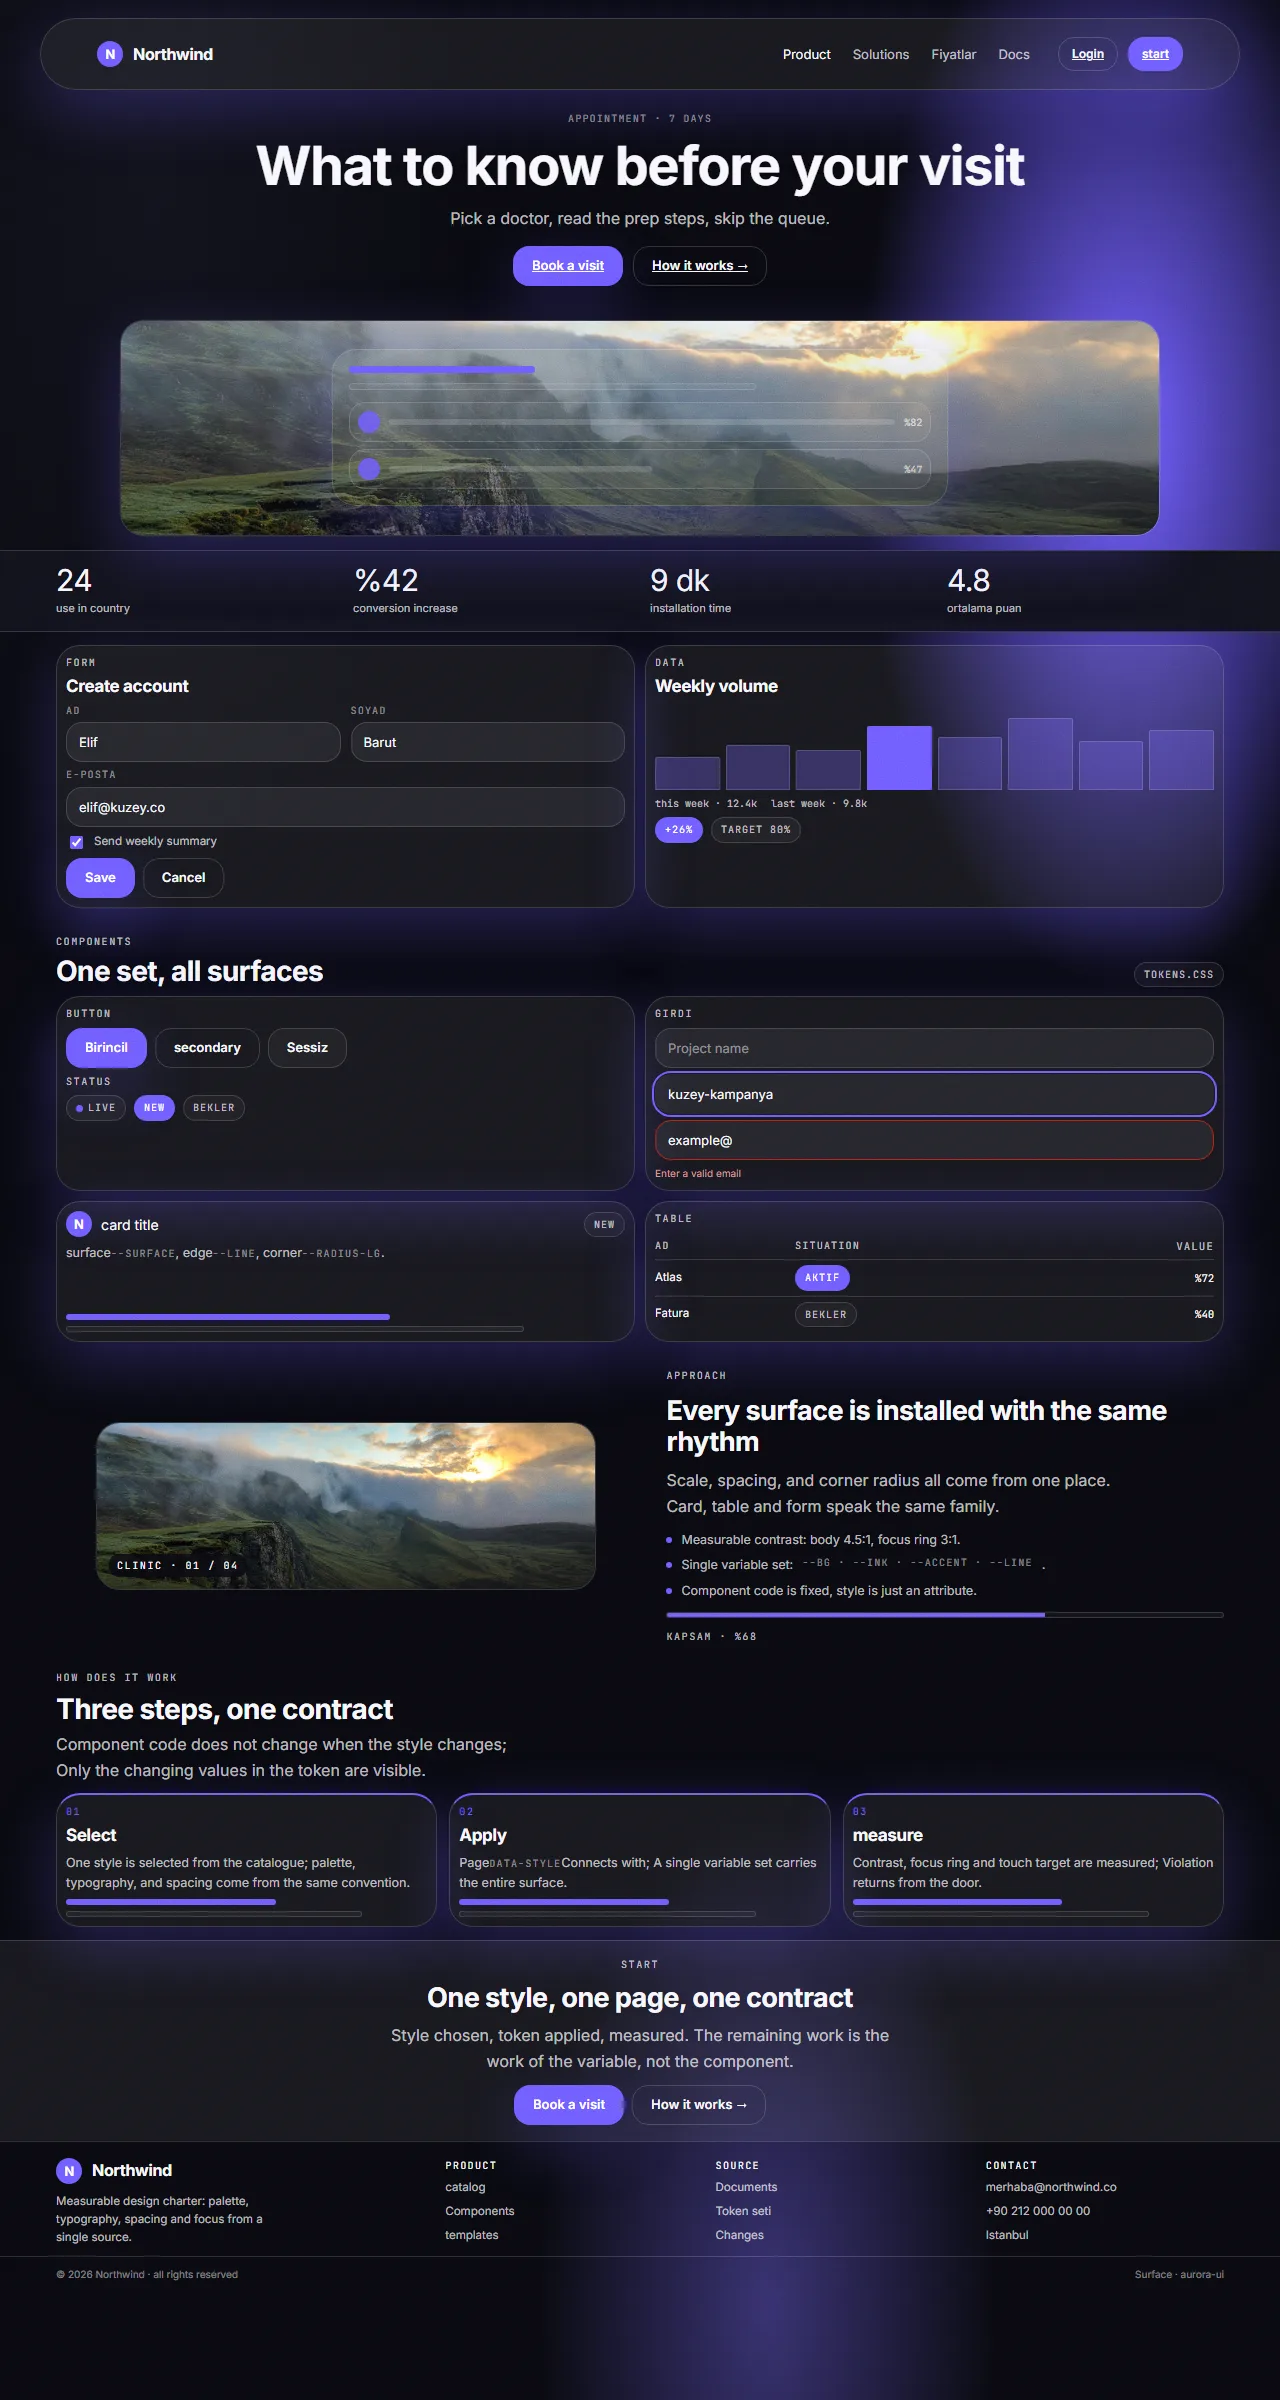 N Northwind
Product Solutions Fiyatlar Docs Login start
APPOINTMENT · 7 DAYS
What to know before your visit
Pick a doctor, read the prep steps, skip the queue.
Book a visit How it works →
%82
%47
24 %42 9 dk 4.8
use in country conversion increase installation time ortalama puan
FORM
Create account
AD SOYAD
Elif Barut
E-POSTA
elif@kuzey.co
Send weekly summary
Save Cancel
DATA
Weekly volume
this week · 12.4k last week · 9.8k
+26% TARGET 80%
COMPONENTS
One set, all surfaces
TOKENS.CSS
BUTTON
Birincil secondary Sessiz
STATUS
LIVE NEW BEKLER
GIRDI
Project name
kuzey-kampanya
example@
Enter a valid email
N card title NEW
surface--SURFACE, edge--LINE, corner--RADIUS-LG.
TABLE
AD SITUATION VALUE
Atlas AKTIF %72
Fatura BEKLER %40
CLINIC · 01 / 04
APPROACH
Every surface is installed with the same
rhythm
Scale, spacing, and corner radius all come from one place.
Card, table and form speak the same family.
Measurable contrast: body 4.5:1, focus ring 3:1.
Single variable set: --BG · --INK · --ACCENT · --LINE .
Component code is fixed, style is just an attribute.
KAPSAM · %68
HOW DOES IT WORK
Three steps, one contract
Component code does not change when the style changes;
Only the changing values in the token are visible.
01
Select
One style is selected from the catalogue; palette,
typography, and spacing come from the same convention.
02
Apply
PageDATA-STYLEConnects with; A single variable set carries
the entire surface.
03
measure
Contrast, focus ring and touch target are measured; Violation
returns from the door.
START
One style, one page, one contract
Style chosen, token applied, measured. The remaining work is the
work of the variable, not the component.
Book a visit How it works →
N Northwind
Measurable design charter: palette,
typography, spacing and focus from a
single source.
PRODUCT
catalog
Components
templates
SOURCE
Documents
Token seti
Changes
CONTACT
merhaba@northwind.co
+90 212 000 00 00
Istanbul
© 2026 Northwind · all rights reserved
Surface · aurora-ui